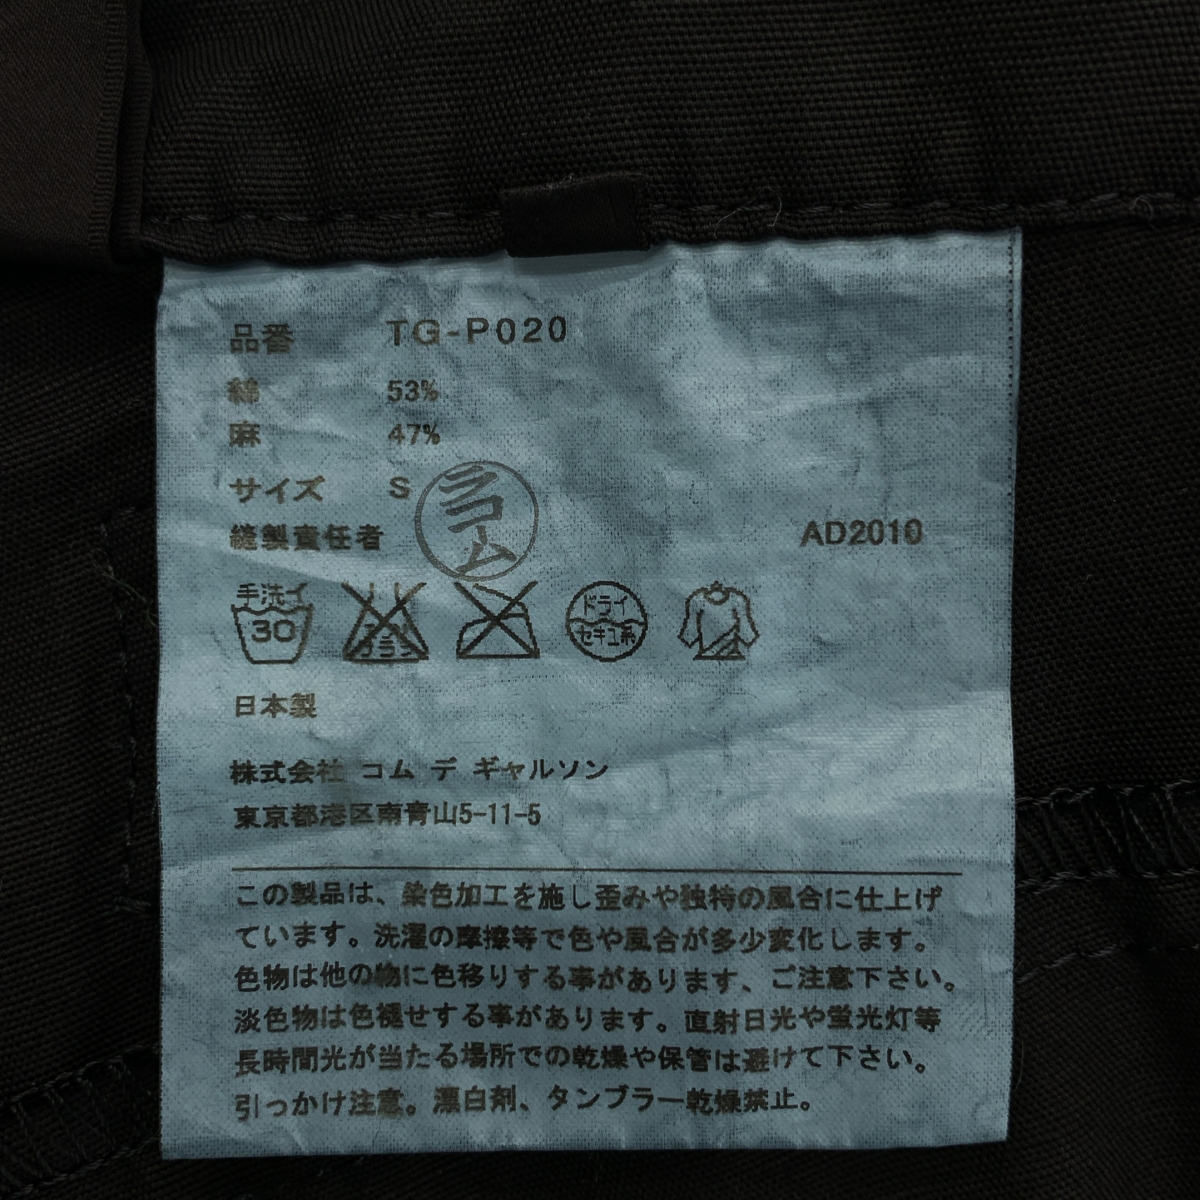 品番 TG-P020
綿 53%
麻 47%
サイズ S
ラコム
縫製責任者
AD2010
手洗イ
30
エンソ
サラシ
ドライ
セキユ系
日本製
株式会社 コム デ ギャルソン
東京都港区南青山5-11-5
この製品は、染色加工を施し歪みや独特の風合に仕上げ
ています。洗濯の摩擦等で色や風合が多少変化します。
色物は他の物に色移りする事があります、ご注意下さい。
淡色物は色褪せする事があります。直射日光や蛍光灯等
長時間光が当たる場所での乾燥や保管は避けて下さい。
引っかけ注意。漂白剤、タンブラー乾燥禁止。